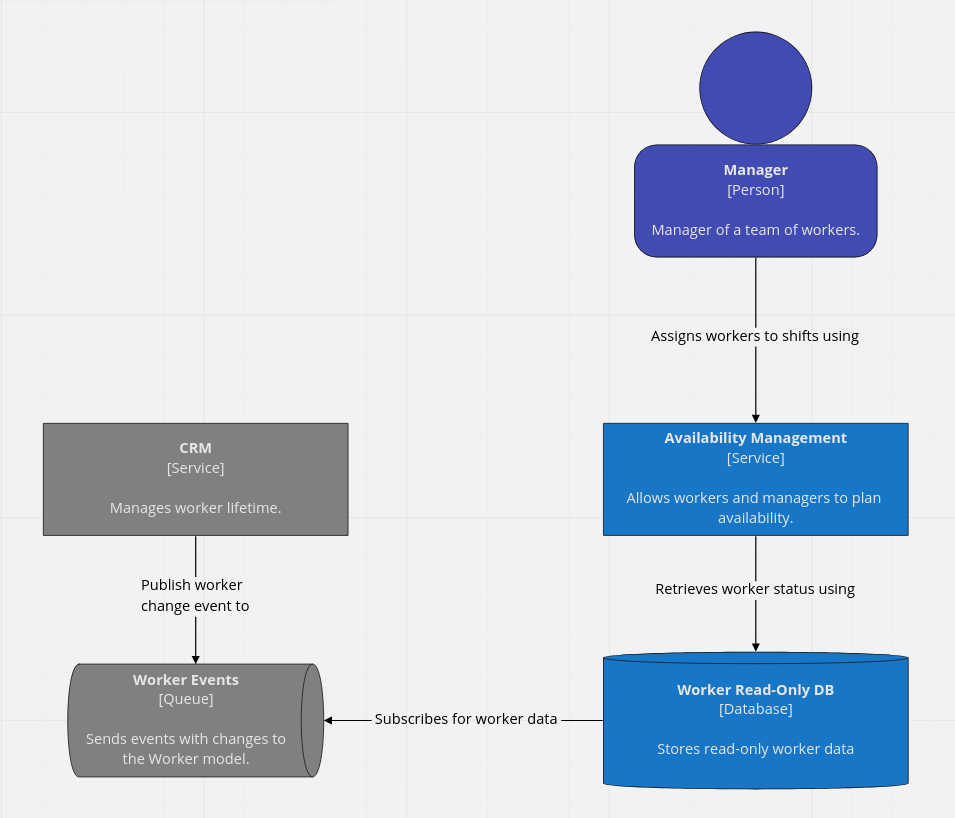 Manager
[Person]
Manager of a team of workers.
Assigns workers to shifts using
CRM
[Service]
Manages worker lifetime.
Availability Management
[Service]
Allows workers and managers to plan
availability.
Publish worker
change event to
Retrieves worker status using
Worker Events
[Queue]
Sends events with changes to
the Worker model.
Subscribes for worker data
Worker Read-Only DB
[Database]
Stores read-only worker data